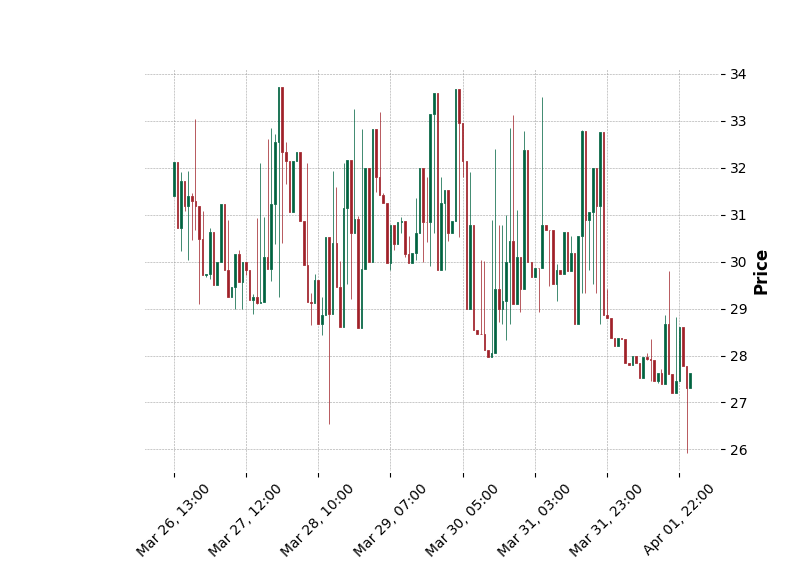 34
33
32
31
30
29
28
27
26
Price
Mar 26, 13:00
Mar 27, 12:00
Mar 28, 10:00
Mar 29, 07:00
Mar 30, 05:00
Mar 31, 03:00
Mar 31, 23:00
Apr 01, 22:00